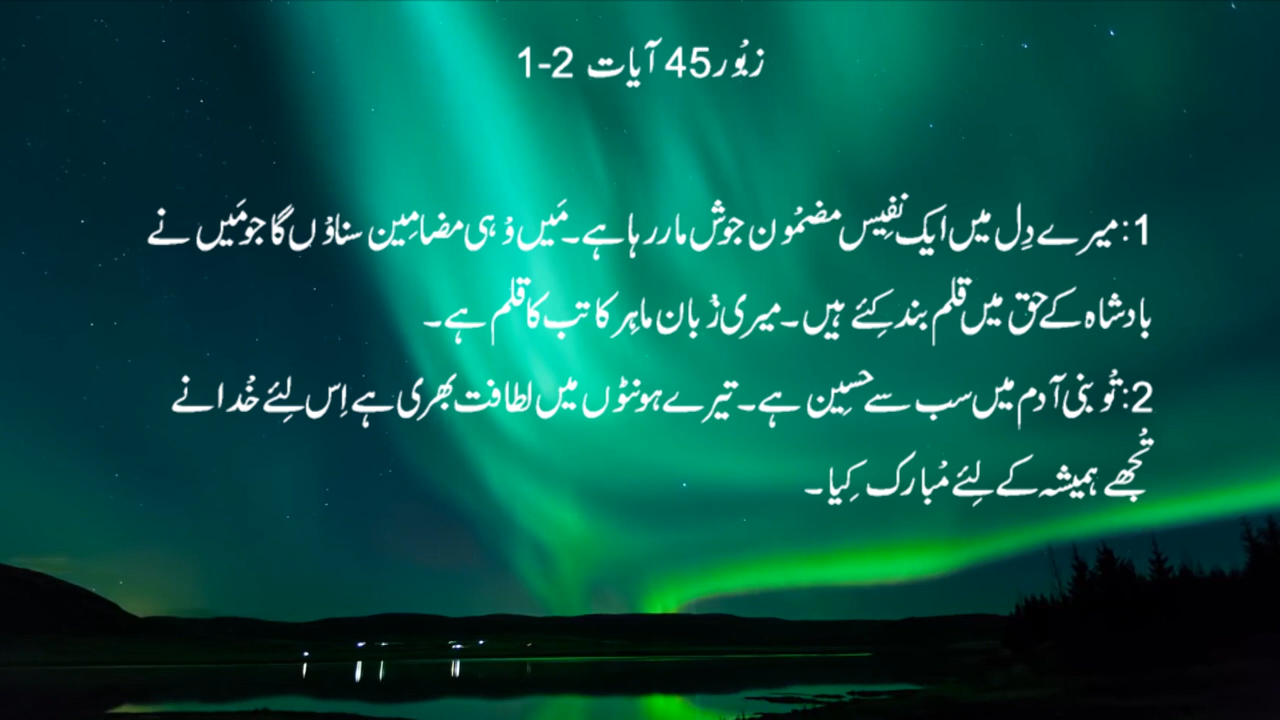 زبُور45 آیات 2-1
1:میرے دِل میں ایک نفِیس مضمُون جوش مار رہا ہے۔ مَیں وُہی مضامِین سناؤں گا جو مَیں نے
بادشاہ کے حق میں قلم بند کِئے ہیں۔ میری زُبان ماہِر کاتب کا قلم ہے۔
2:تُو بنی آدم میں سب سے حسِین ہے۔ تیرے ہونٹوں میں لطافت بھری ہے اِس لِئے خُدا نے
تُجھے ہمیشہ کے لِئے مُبارک کِیا۔